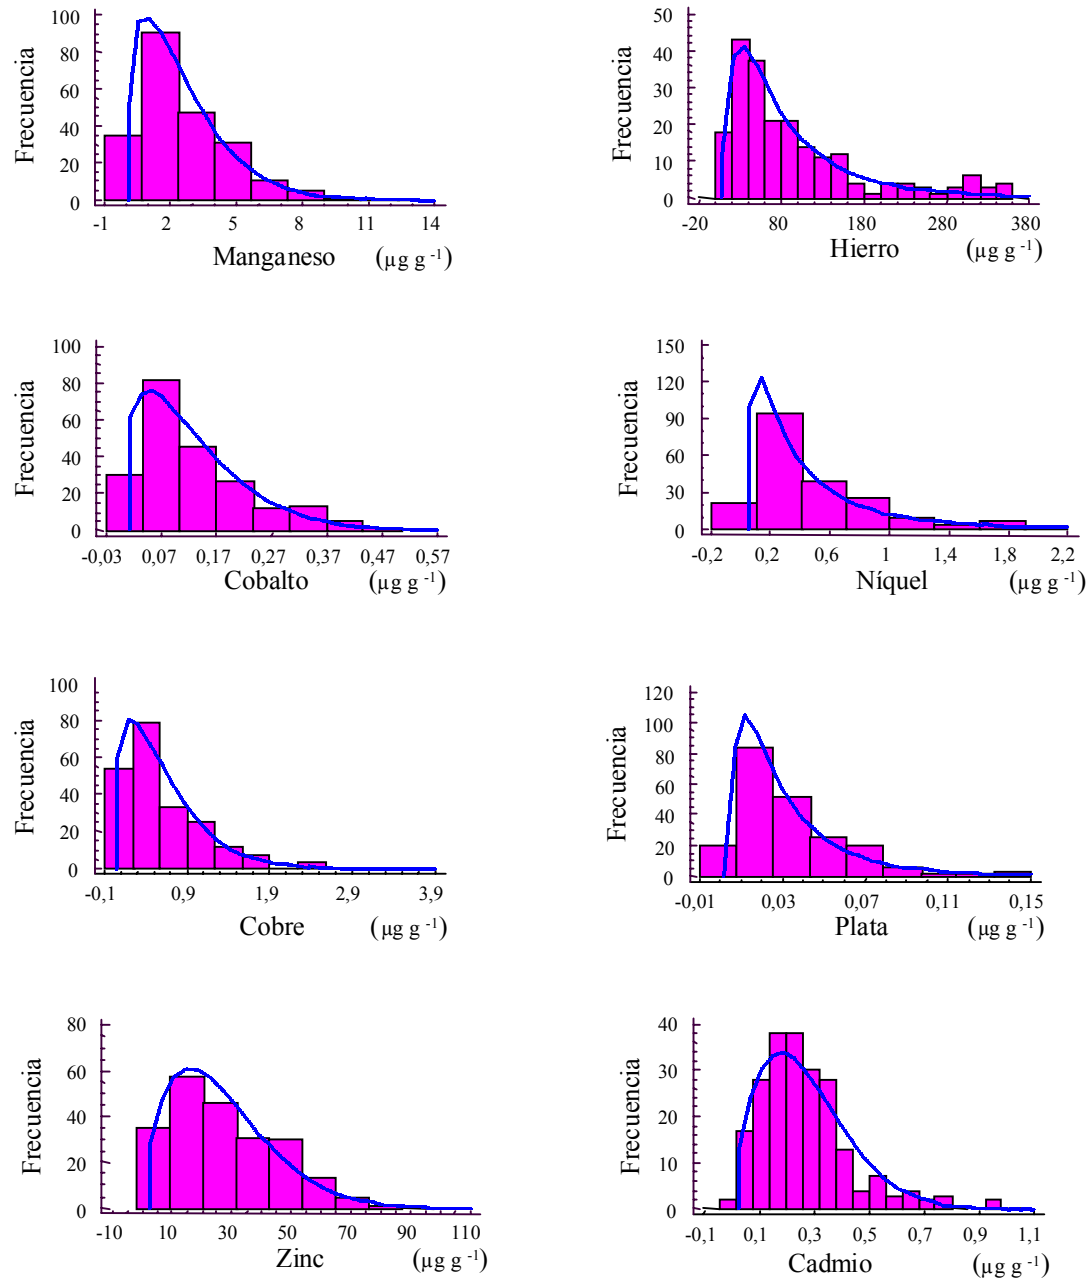 Frecuencia
100
80
60
40
20
0
-1 2 5 8 11 14
Manganeso (µg g -1)
Frecuencia
50
40
30
20
10
0
-20 80 180 280 380
Hierro (µg g -1)
Frecuencia
100
80
60
40
20
0
-0,03 0,07 0,17 0,27 0,37 0,47 0,57
Cobalto (µg g -1)
Frecuencia
150
120
90
60
30
0
-0,2 0,2 0,6 1 1,4 1,8 2,2
Níquel (µg g -1)
Frecuencia
100
80
60
40
20
0
-0,1 0,9 1,9 2,9 3,9
Cobre (µg g -1)
Frecuencia
120
100
80
60
40
20
0
-0,01 0,03 0,07 0,11 0,15
Plata (µg g -1)
Frecuencia
80
60
40
20
0
-10 10 30 50 70 90 110
Zinc (µg g -1)
Frecuencia
40
30
20
10
0
-0,1 0,1 0,3 0,5 0,7 0,9 1,1
Cadmio (µg g -1)